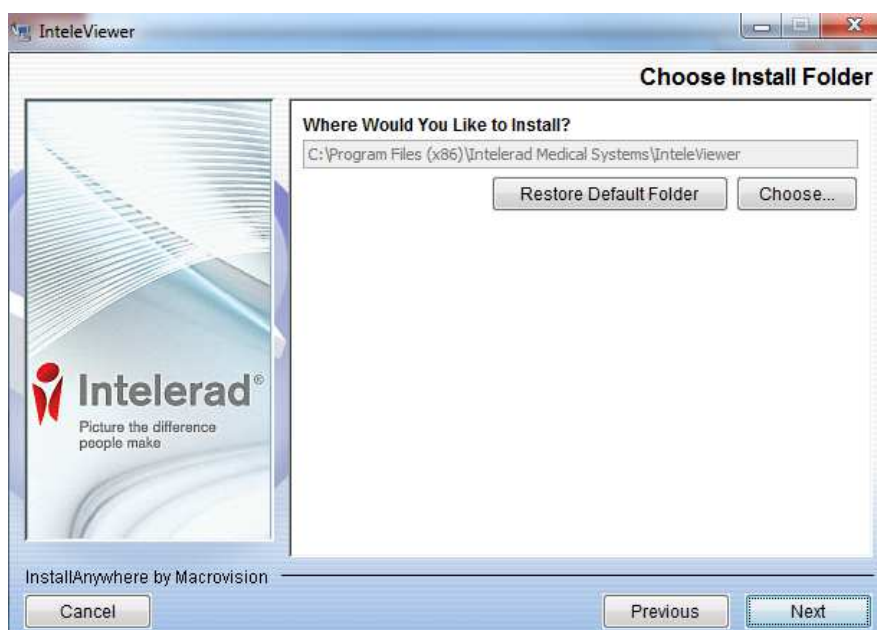 InteleViewer
Choose Install Folder
Where Would You Like to Install?
C:\Program Files (x86)\Intelerad Medical Systems\InteleViewer
Restore Default Folder
Choose...
Intelerad®
Picture the difference
people make
InstallAnywhere by Macrovision
Cancel
Previous
Next